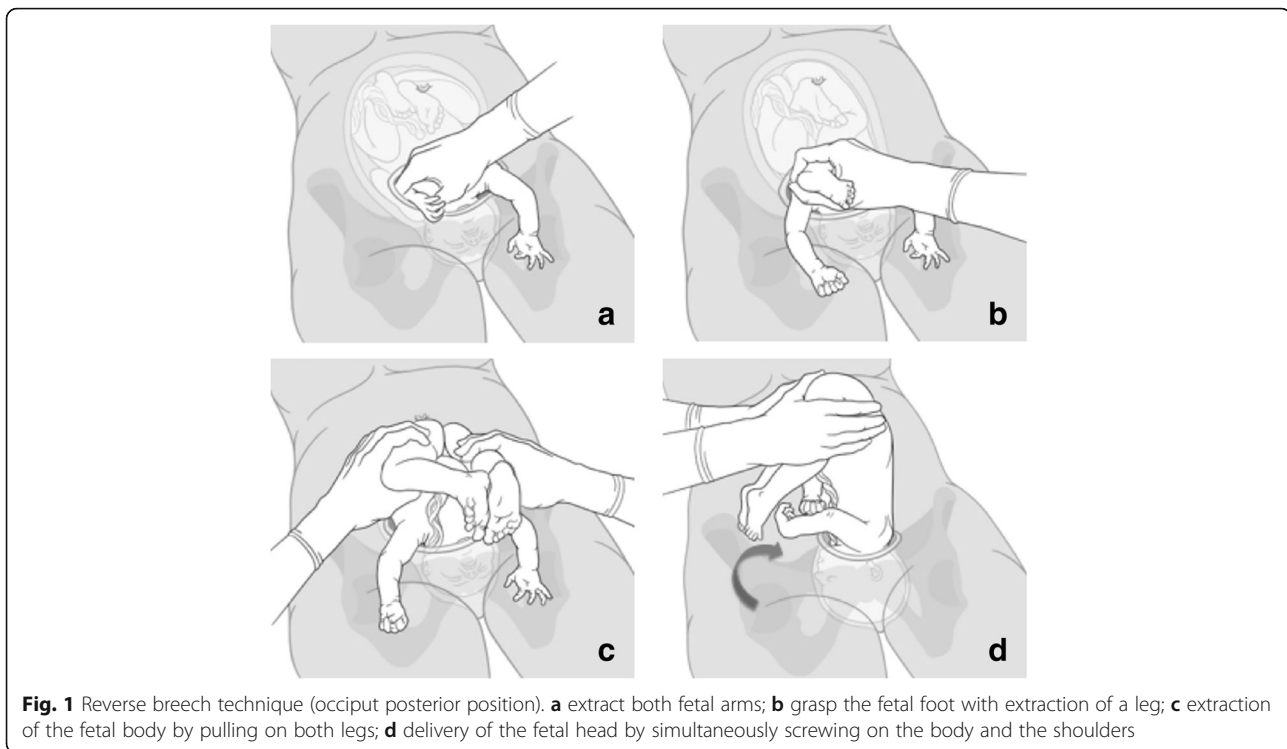 a
b
c
d
Fig. 1 Reverse breech technique (occiput posterior position). a extract both fetal arms; b grasp the fetal foot with extraction of a leg; c extraction
of the fetal body by pulling on both legs; d delivery of the fetal head by simultaneously screwing on the body and the shoulders